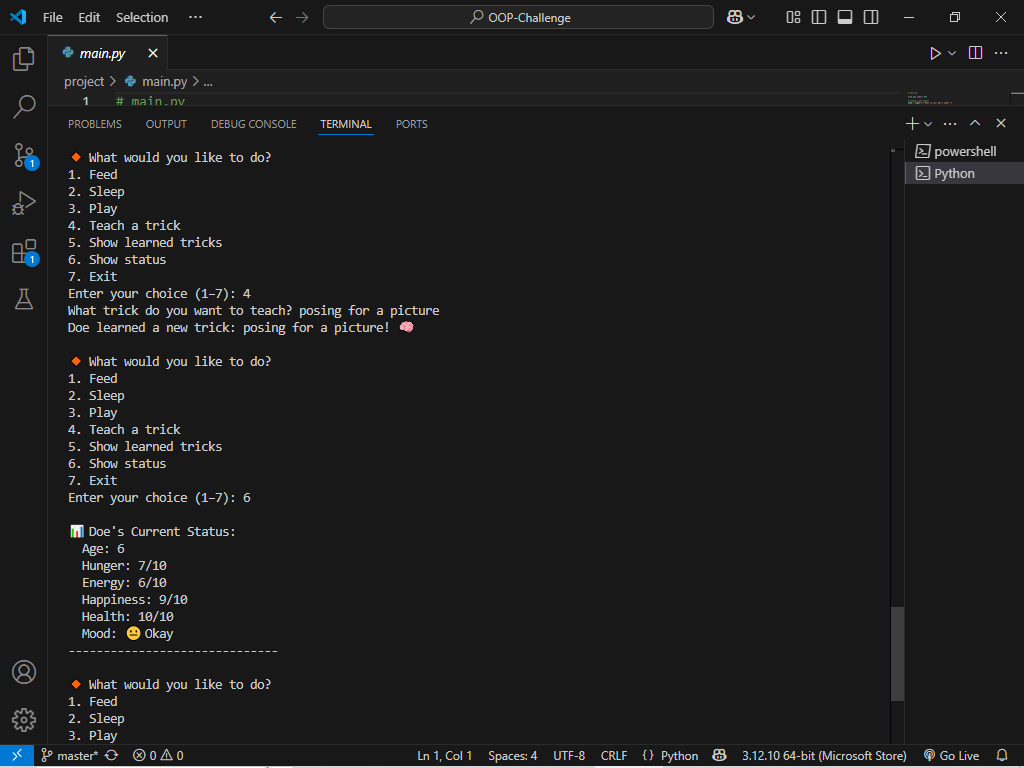 File Edit Selection ···
OOP-Challenge
main.py
project > main.py > ...
1 # main.py
PROBLEMS OUTPUT DEBUG CONSOLE TERMINAL PORTS
powershell
Python
🔸 What would you like to do?
1. Feed
2. Sleep
3. Play
4. Teach a trick
5. Show learned tricks
6. Show status
7. Exit
Enter your choice (1–7): 4
What trick do you want to teach? posing for a picture
Doe learned a new trick: posing for a picture! 🧠
🔸 What would you like to do?
1. Feed
2. Sleep
3. Play
4. Teach a trick
5. Show learned tricks
6. Show status
7. Exit
Enter your choice (1–7): 6
📊 Doe's Current Status:
Age: 6
Hunger: 7/10
Energy: 6/10
Happiness: 9/10
Health: 10/10
Mood: 😐 Okay
------------------------------
🔸 What would you like to do?
1. Feed
2. Sleep
3. Play
1
1
master* 0 0 Ln 1, Col 1 Spaces: 4 UTF-8 CRLF {} Python 3.12.10 64-bit (Microsoft Store) Go Live